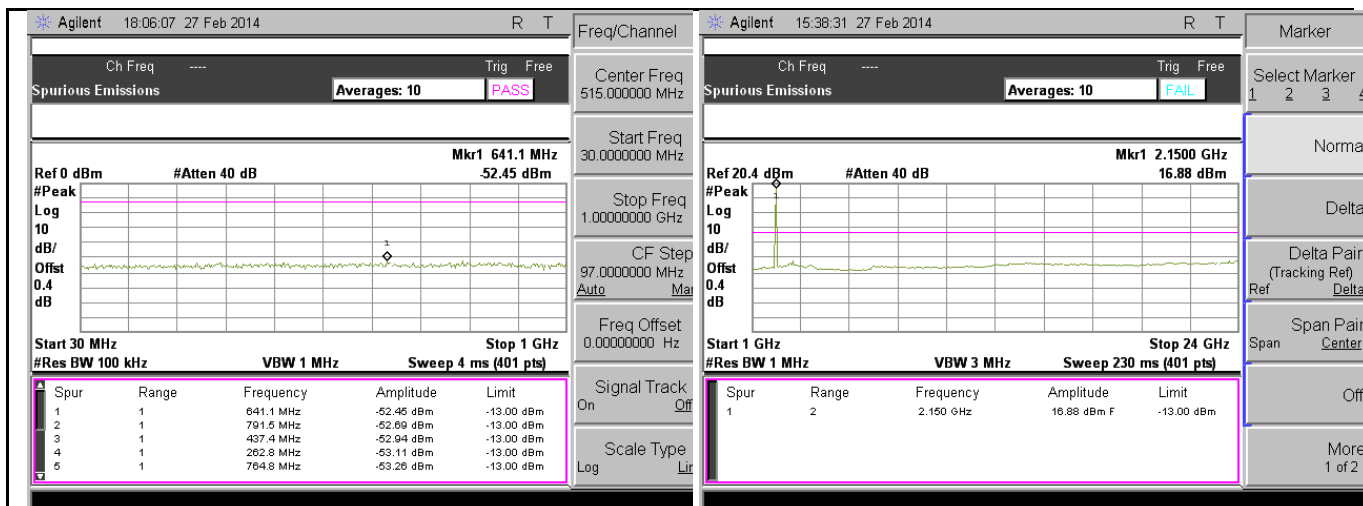 Agilent 18:06:07 27 Feb 2014 R T
Ch Freq ---- Trig Free
Spurious Emissions Averages: 10 PASS
Mkr1 641.1 MHz
Ref 0 dBm #Atten 40 dB -52.45 dBm
#Peak
Log
10
dB/
Offst
0.4
dB
1
Start 30 MHz Stop 1 GHz
#Res BW 100 kHz VBW 1 MHz Sweep 4 ms (401 pts)
Spur Range Frequency Amplitude Limit
1 1 641.1 MHz -52.45 dBm -13.00 dBm
2 1 791.5 MHz -52.69 dBm -13.00 dBm
3 1 437.4 MHz -52.94 dBm -13.00 dBm
4 1 262.8 MHz -53.11 dBm -13.00 dBm
5 1 764.8 MHz -53.26 dBm -13.00 dBm
Freq/Channel
Center Freq
515.000000 MHz
Start Freq
30.0000000 MHz
Stop Freq
1.00000000 GHz
CF Step
97.0000000 MHz
Auto Mar
Freq Offset
0.00000000 Hz
Signal Track
On Off
Scale Type
Log Lin
Agilent 15:38:31 27 Feb 2014 R T
Ch Freq ---- Trig Free
Spurious Emissions Averages: 10 FAIL
Mkr1 2.1500 GHz
Ref 20.4 dBm #Atten 40 dB 16.88 dBm
#Peak
Log
10
dB/
Offst
0.4
dB
1
Start 1 GHz Stop 24 GHz
#Res BW 1 MHz VBW 3 MHz Sweep 230 ms (401 pts)
Spur Range Frequency Amplitude Limit
1 2 2.150 GHz 16.88 dBm F -13.00 dBm
Marker
Select Marker
1 2 3 4
Norma
Delta
Delta Pair
(Tracking Ref)
Ref Delta
Span Pair
Span Center
Off
More
1 of 2